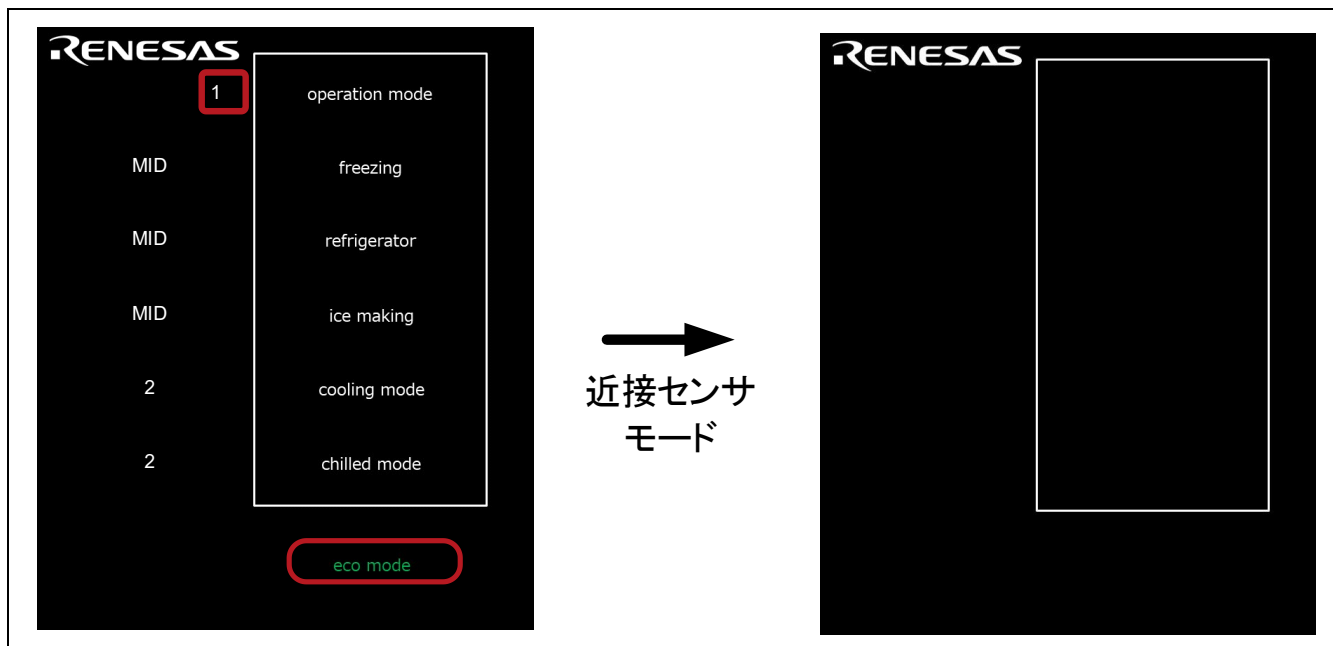 RENESAS
1 operation mode
MID freezing
MID refrigerator
MID ice making
2 cooling mode
2 chilled mode
eco mode
近接センサ
モード
RENESAS